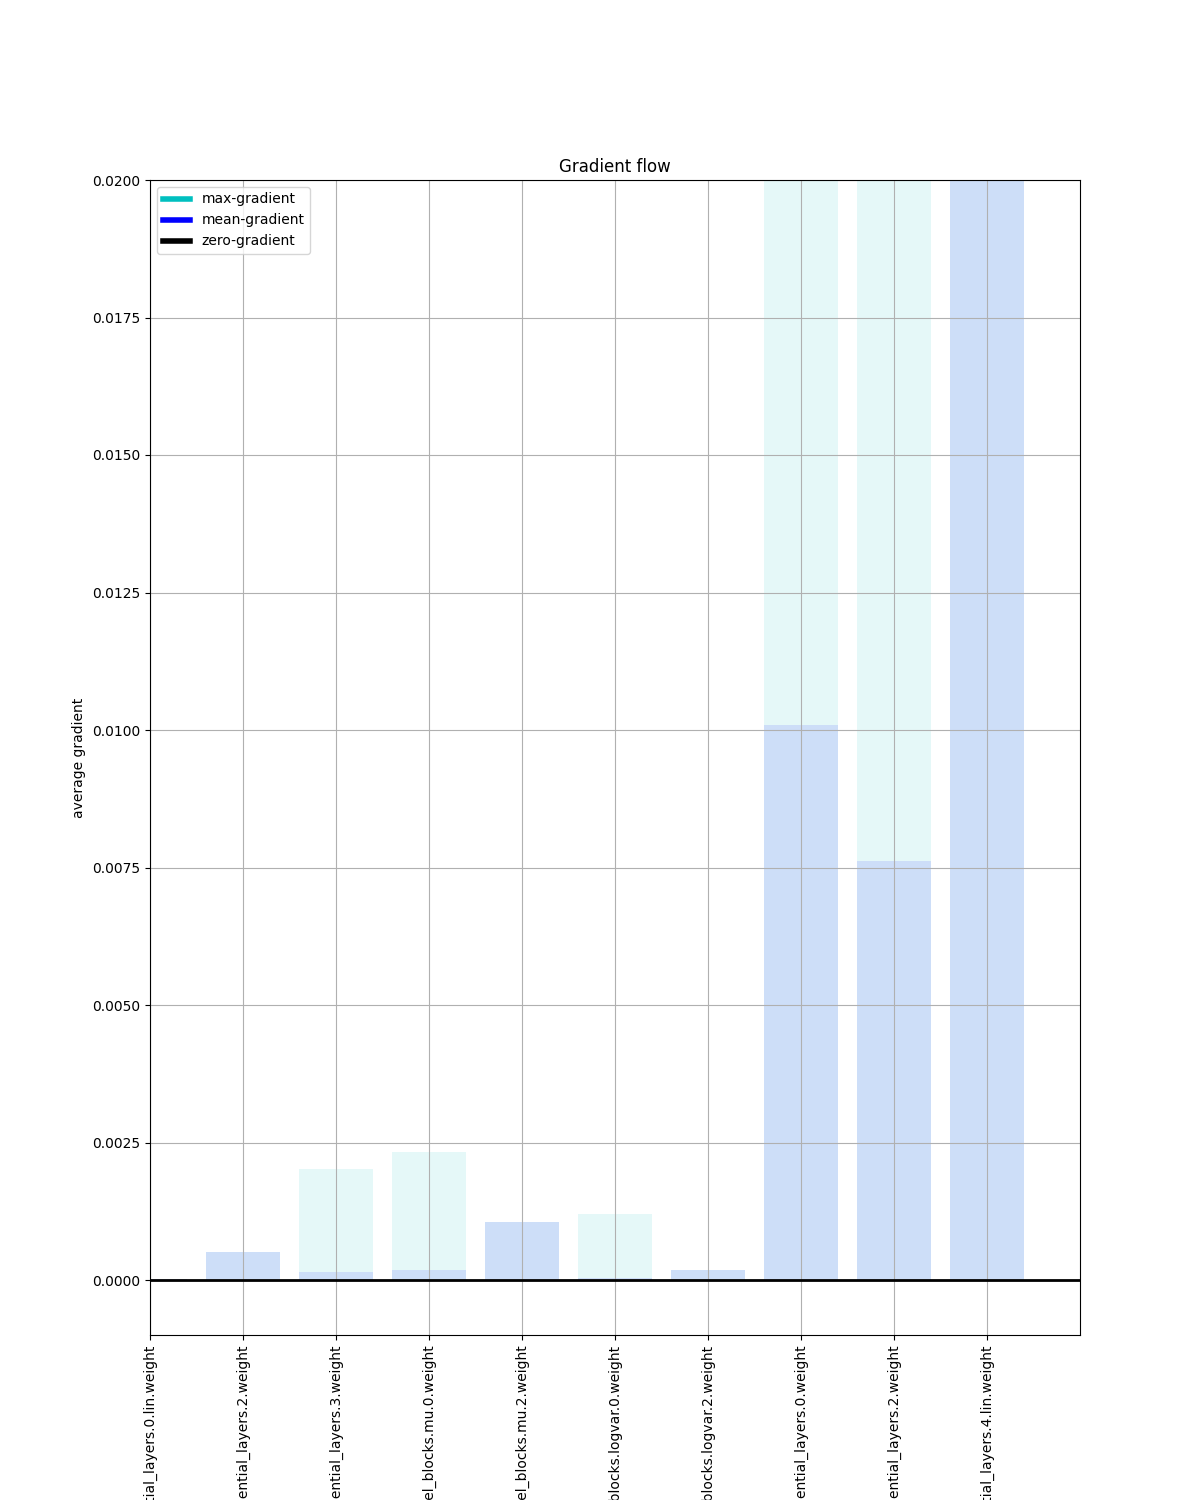 Gradient flow
max-gradient
mean-gradient
zero-gradient
average gradient
0.0200
0.0175
0.0150
0.0125
0.0100
0.0075
0.0050
0.0025
0.0000
tial_layers.0.lin.weight
ential_layers.2.weight
ential_layers.3.weight
el_blocks.mu.0.weight
el_blocks.mu.2.weight
blocks.logvar.0.weight
blocks.logvar.2.weight
ential_layers.0.weight
ential_layers.2.weight
tial_layers.4.lin.weight